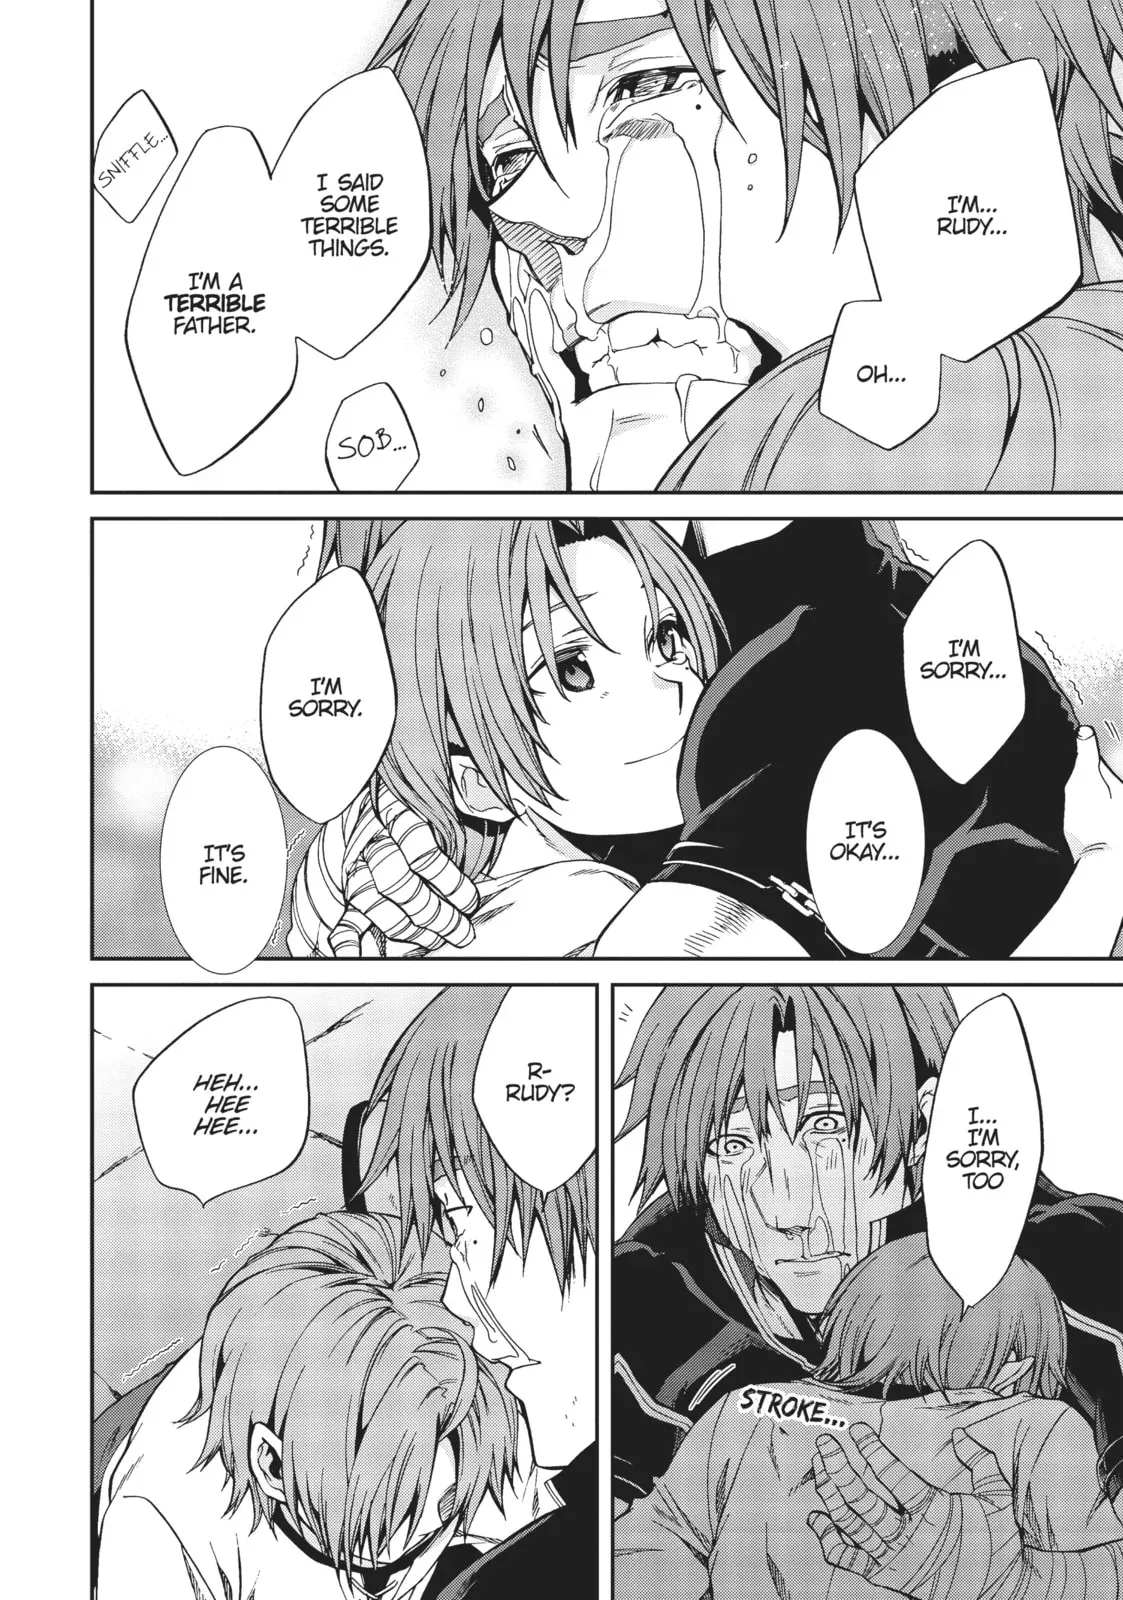 I'M...
RUDY...
OH...
I SAID
SOME
TERRIBLE
THINGS.
I'M A
TERRIBLE
FATHER.
SNIFFLE...
SOB...
I'M
SORRY...
IT'S
OKAY...
I'M
SORRY.
IT'S
FINE.
I...
I'M
SORRY,
TOO
STROKE...
R-
RUDY?
HEH...
HEE
HEE...